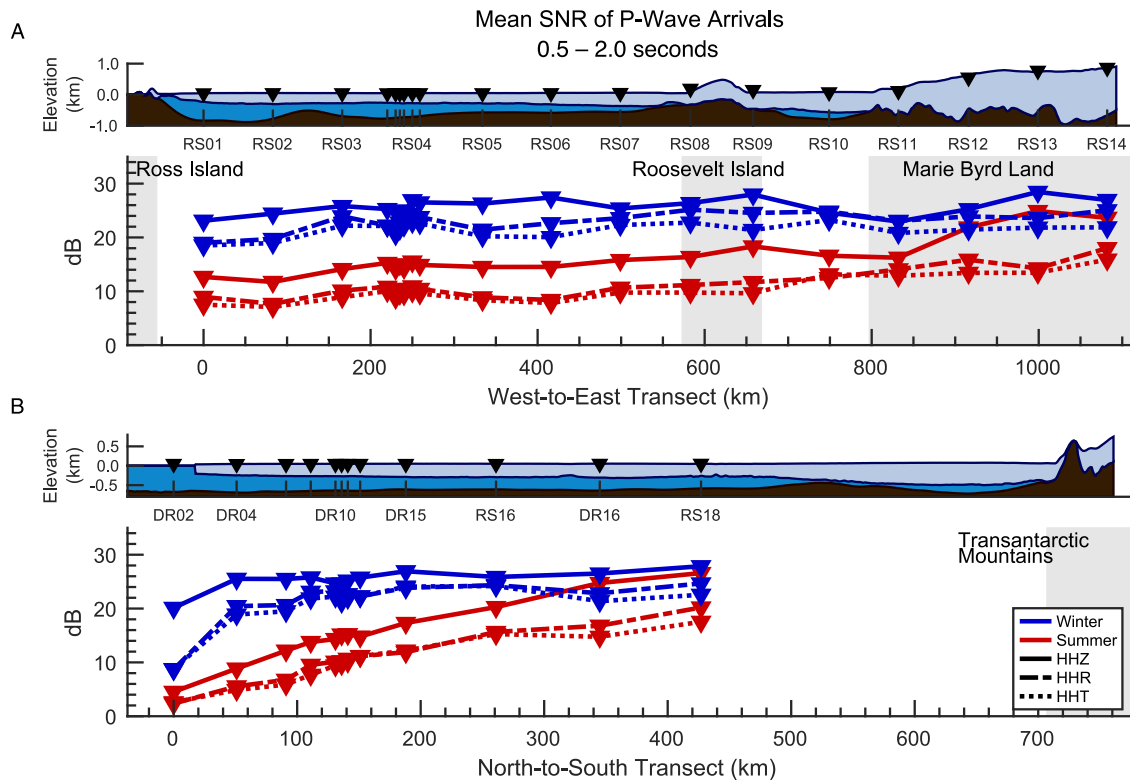 Mean SNR of P-Wave Arrivals
0.5 – 2.0 seconds
A
Elevation
(km)
1.0
0.0
-1.0
RS01 RS02 RS03 RS04 RS05 RS06 RS07 RS08 RS09 RS10 RS11 RS12 RS13 RS14
Ross Island Roosevelt Island Marie Byrd Land
dB
30
20
10
0
0 200 400 600 800 1000
West-to-East Transect (km)
B
Elevation
(km)
0.5
0.0
-0.5
DR02 DR04 DR10 DR15 RS16 DR16 RS18
Transantarctic
Mountains
dB
30
20
10
0
Winter
Summer
HHZ
HHR
HHT
0 100 200 300 400 500 600 700
North-to-South Transect (km)